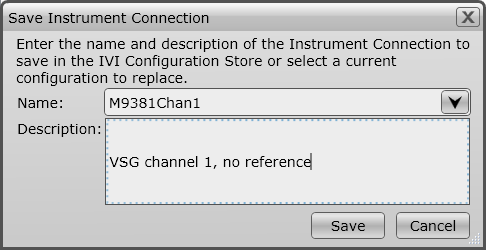 Save Instrument Connection
Enter the name and description of the Instrument Connection to
save in the IVI Configuration Store or select a current
configuration to replace.
Name: M9381Chan1
Description:
VSG channel 1, no reference
Save Cancel